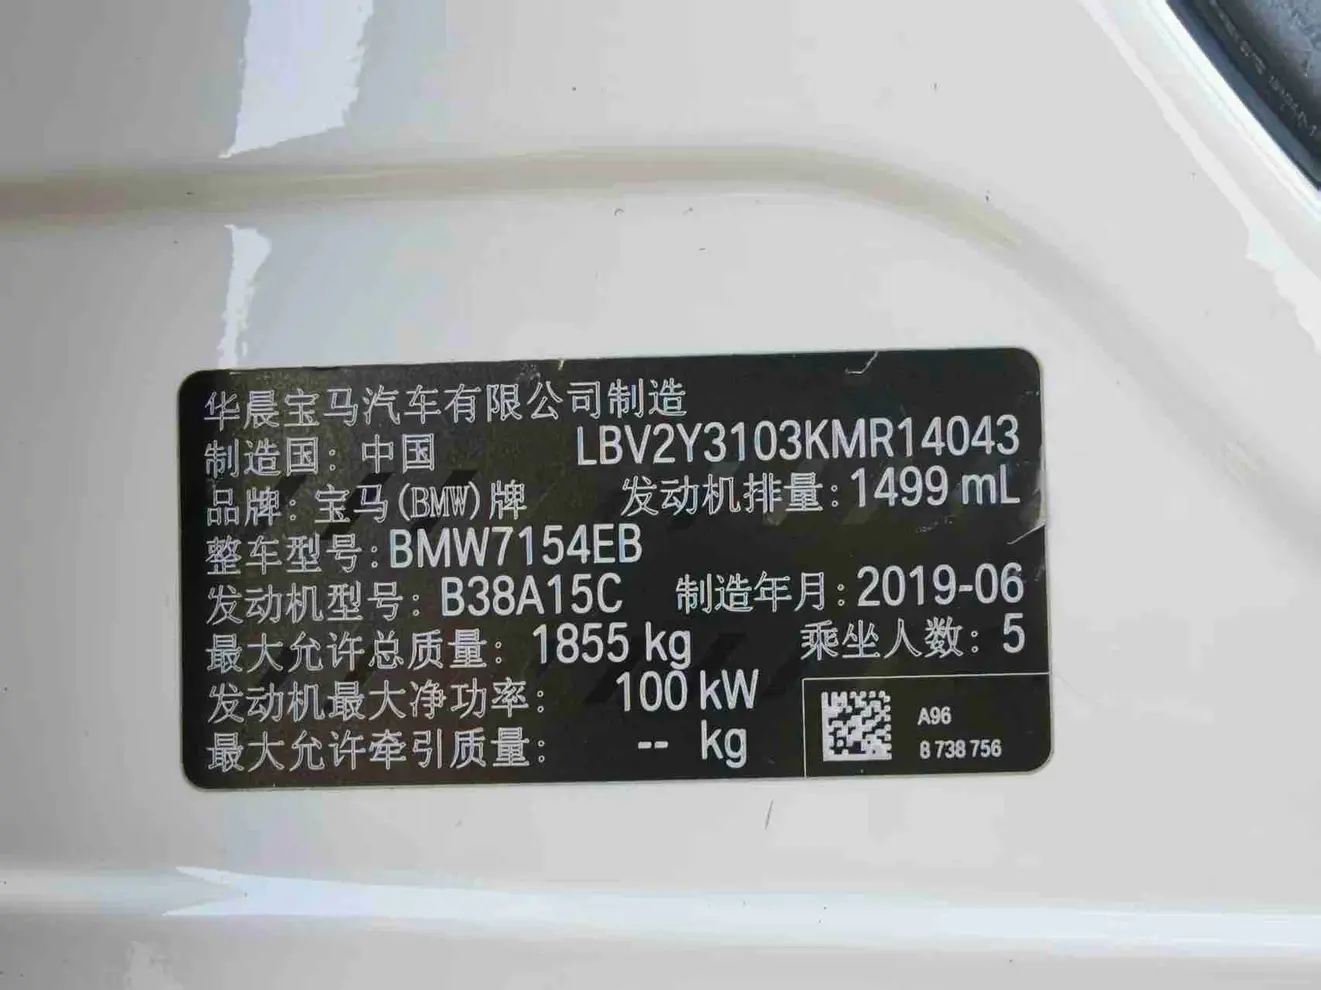 华晨宝马汽车有限公司制造
制造国：中国 LBV2Y3103KMR14043
品牌：宝马(BMW)牌 发动机排量：1499 mL
整车型号：BMW7154EB
发动机型号：B38A15C 制造年月：2019-06
最大允许总质量：1855 kg 乘坐人数：5
发动机最大净功率：100 kW
最大允许牵引质量：-- kg
A96
8 738 756